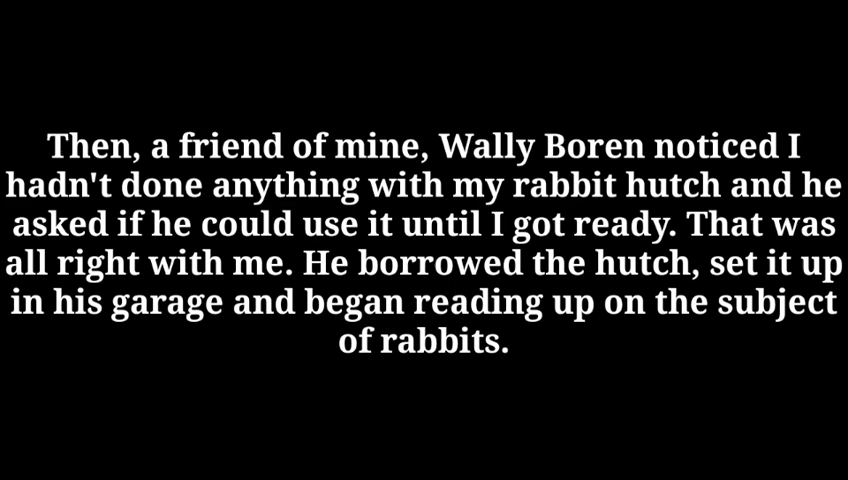 Then, a friend of mine, Wally Boren noticed I
hadn't done anything with my rabbit hutch and he
asked if he could use it until I got ready. That was
all right with me. He borrowed the hutch, set it up
in his garage and began reading up on the subject
of rabbits.